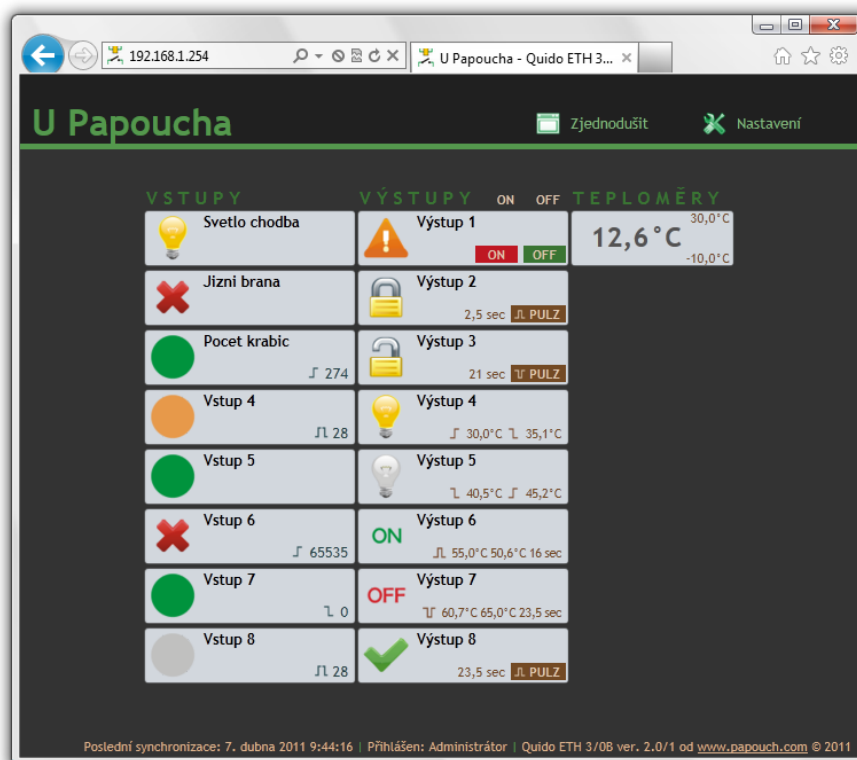 192.168.1.254
U Papoucha - Quido ETH 3...
U Papoucha
Zjednodušit
Nastavení
VSTUPY
VÝSTUPY ON OFF
TEPLOMĚRY
Svetlo chodba
Výstup 1
ON OFF
12,6°C
30,0°C
-10,0°C
Jizni brana
Výstup 2
2,5 sec PULZ
Pocet krabic
274
Výstup 3
21 sec PULZ
Vstup 4
28
Výstup 4
30,0°C 35,1°C
Vstup 5
Výstup 5
40,5°C 45,2°C
Vstup 6
65535
ON
Výstup 6
55,0°C 50,6°C 16 sec
Vstup 7
0
OFF
Výstup 7
60,7°C 65,0°C 23,5 sec
Vstup 8
28
Výstup 8
23,5 sec PULZ
Poslední synchronizace: 7. dubna 2011 9:44:16 | Přihlášen: Administrátor | Quido ETH 3/0B ver. 2.0/1 od www.papouch.com © 2011